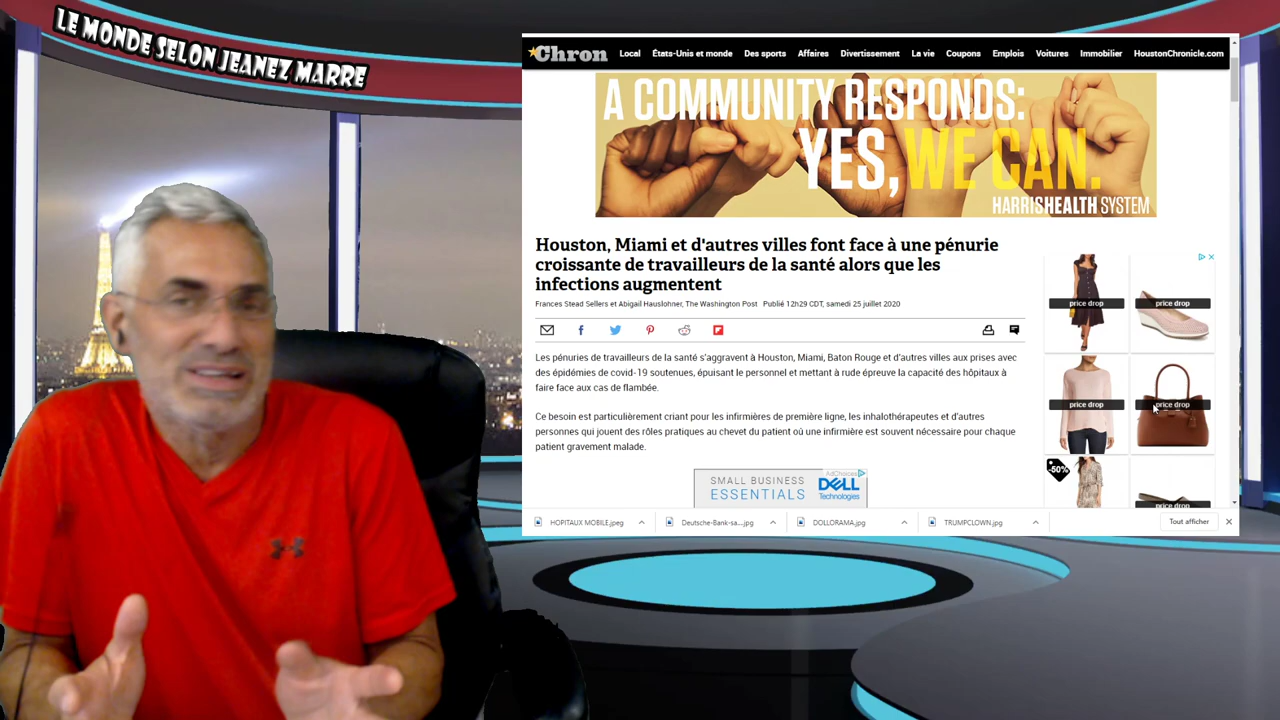 LE MONDE SELON JEANEZ MARRE
Chron
Local États-Unis et monde Des sports Affaires Divertissement La vie Coupons Emplois Voitures Immobilier HoustonChronicle.com
A COMMUNITY RESPONDS:
YES, WE CAN.
HARRISHEALTH SYSTEM
Houston, Miami et d'autres villes font face à une pénurie
croissante de travailleurs de la santé alors que les
infections augmentent
Frances Stead Sellers et Abigail Hauslohner, The Washington Post Publié 12h29 CDT, samedi 25 juillet 2020
Les pénuries de travailleurs de la santé s'aggravent à Houston, Miami, Baton Rouge et d'autres villes aux prises avec
des épidémies de covid-19 soutenues, épuisant le personnel et mettant à rude épreuve la capacité des hôpitaux à
faire face aux cas de flambée.
Ce besoin est particulièrement criant pour les infirmières de première ligne, les inhalothérapeutes et d'autres
personnes qui jouent des rôles pratiques au chevet du patient où une infirmière est souvent nécessaire pour chaque
patient gravement malade.
price drop price drop
price drop price drop
-50%
price drop
AdChoices
SMALL BUSINESS
ESSENTIALS
DELL
Technologies
HOPITAUX MOBILE.jpeg Deutsche-Bank-sa....jpg DOLLORAMA.jpg TRUMPCLOWN.jpg Tout afficher